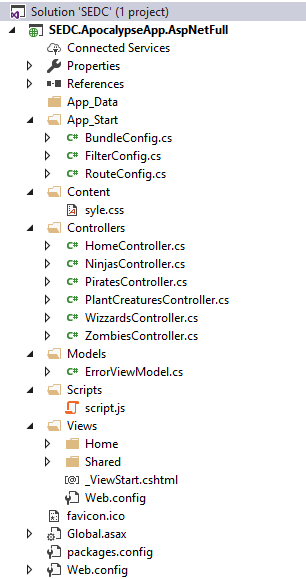 Solution 'SEDC' (1 project)
SEDC.ApocalypseApp.AspNetFull
Connected Services
Properties
References
App_Data
App_Start
C# BundleConfig.cs
C# FilterConfig.cs
C# RouteConfig.cs
Content
syle.css
Controllers
C# HomeController.cs
C# NinjasController.cs
C# PiratesController.cs
C# PlantCreaturesController.cs
C# WizzardsController.cs
C# ZombiesController.cs
Models
C# ErrorViewModel.cs
Scripts
script.js
Views
Home
Shared
[@] _ViewStart.cshtml
Web.config
favicon.ico
Global.asax
packages.config
Web.config